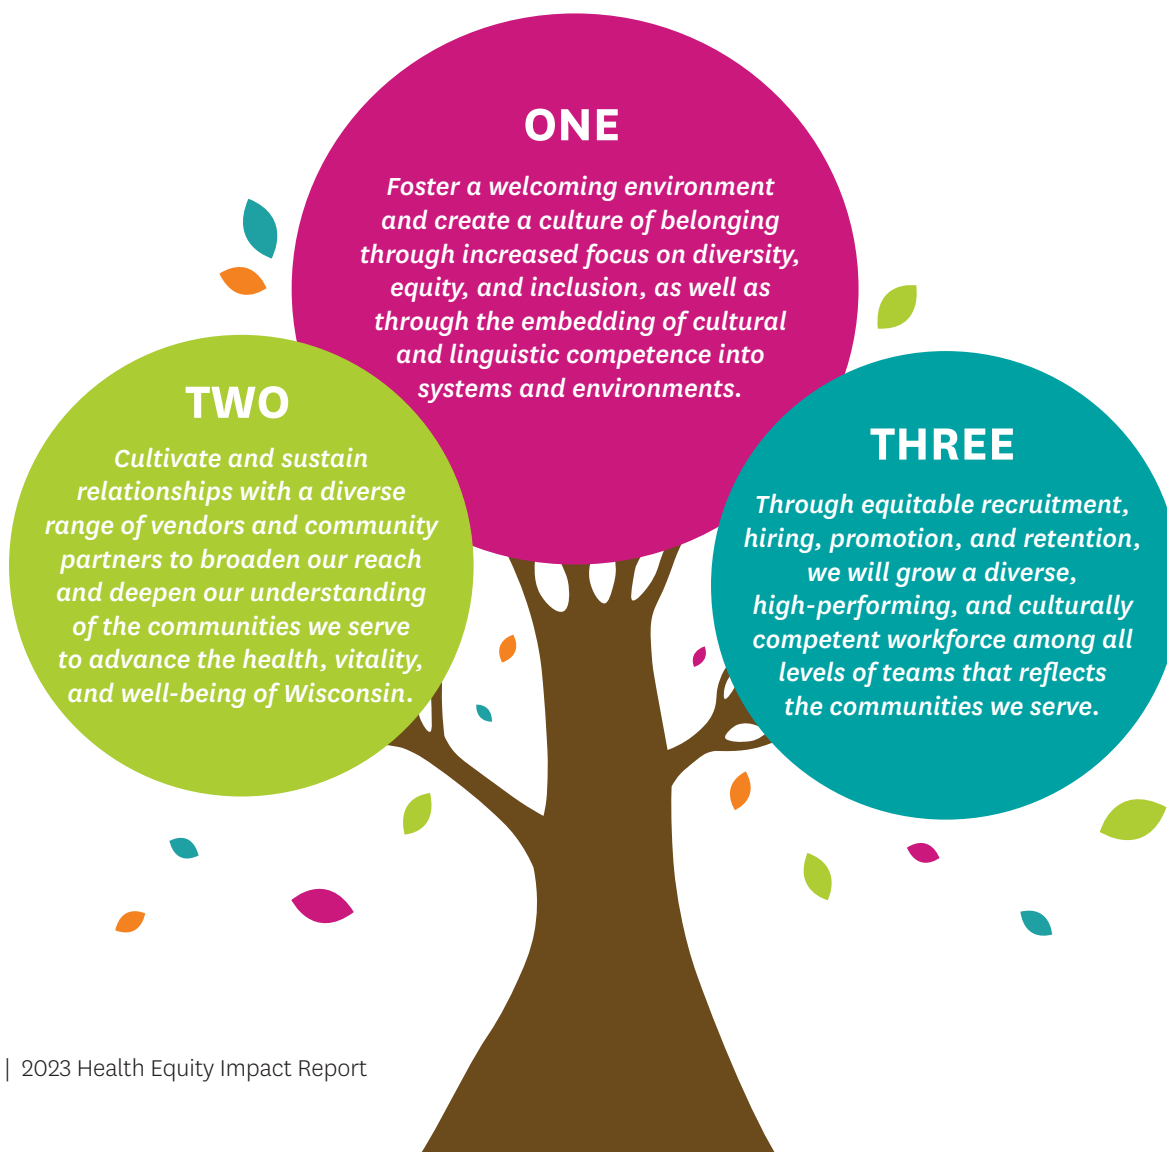 ONE
Foster a welcoming environment
and create a culture of belonging
through increased focus on diversity,
equity, and inclusion, as well as
through the embedding of cultural
and linguistic competence into
systems and environments.
TWO
Cultivate and sustain
relationships with a diverse
range of vendors and community
partners to broaden our reach
and deepen our understanding
of the communities we serve
to advance the health, vitality,
and well-being of Wisconsin.
THREE
Through equitable recruitment,
hiring, promotion, and retention,
we will grow a diverse,
high-performing, and culturally
competent workforce among all
levels of teams that reflects
the communities we serve.
| 2023 Health Equity Impact Report